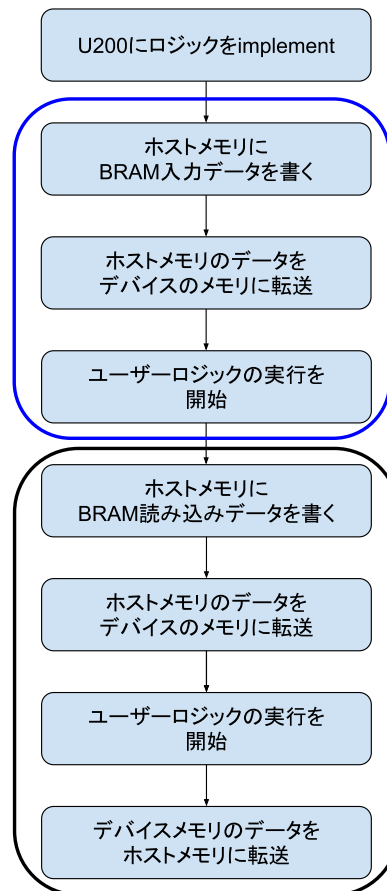 U200にロジックをimplement
ホストメモリに
BRAM入力データを書く
ホストメモリのデータを
デバイスのメモリに転送
ユーザーロジックの実行を
開始
ホストメモリに
BRAM読み込みデータを書く
ホストメモリのデータを
デバイスのメモリに転送
ユーザーロジックの実行を
開始
デバイスメモリのデータを
ホストメモリに転送